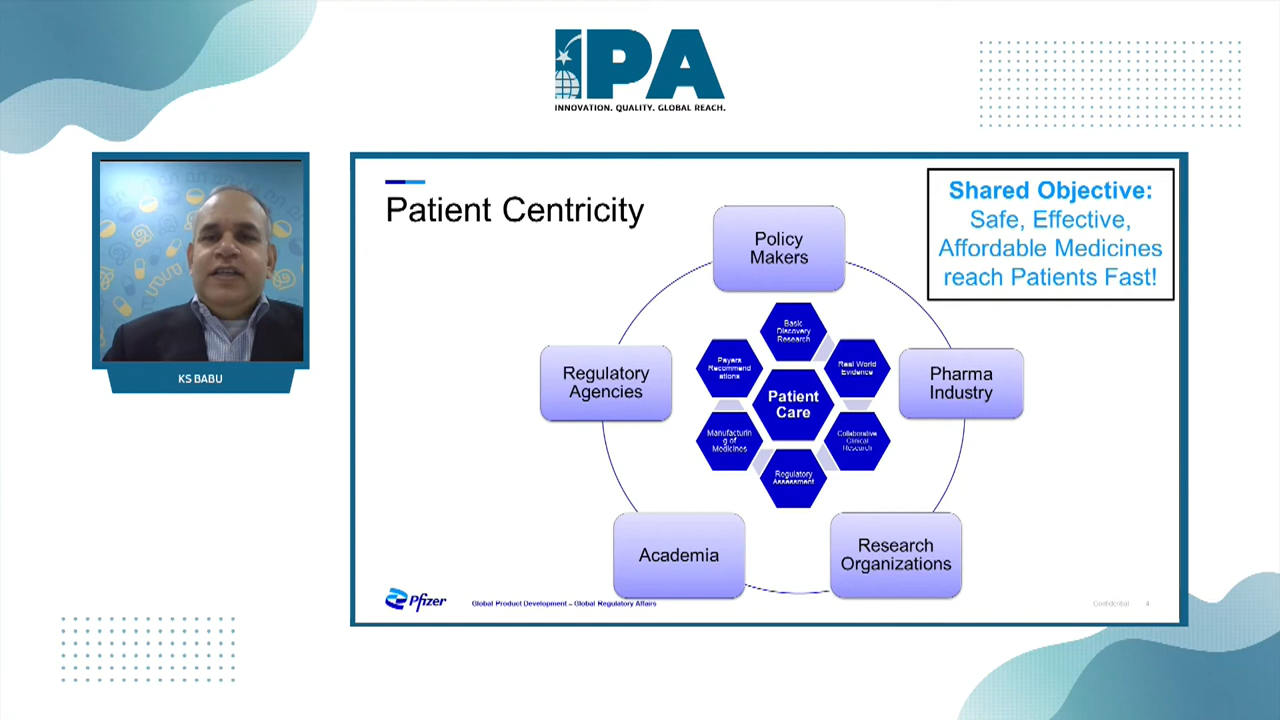 IPA
INNOVATION. QUALITY. GLOBAL REACH.
KS BABU
Patient Centricity
Shared Objective:
Safe, Effective,
Affordable Medicines
reach Patients Fast!
Policy
Makers
Regulatory
Agencies
Pharma
Industry
Academia
Research
Organizations
Basic
Discovery
Research
Payers
Recommend
ations
Real World
Evidence
Patient
Care
Manufacturin
g of
Medicines
Collaborative
Clinical
Research
Regulatory
Assessment
Pfizer
Global Product Development – Global Regulatory Affairs
Confidential
4